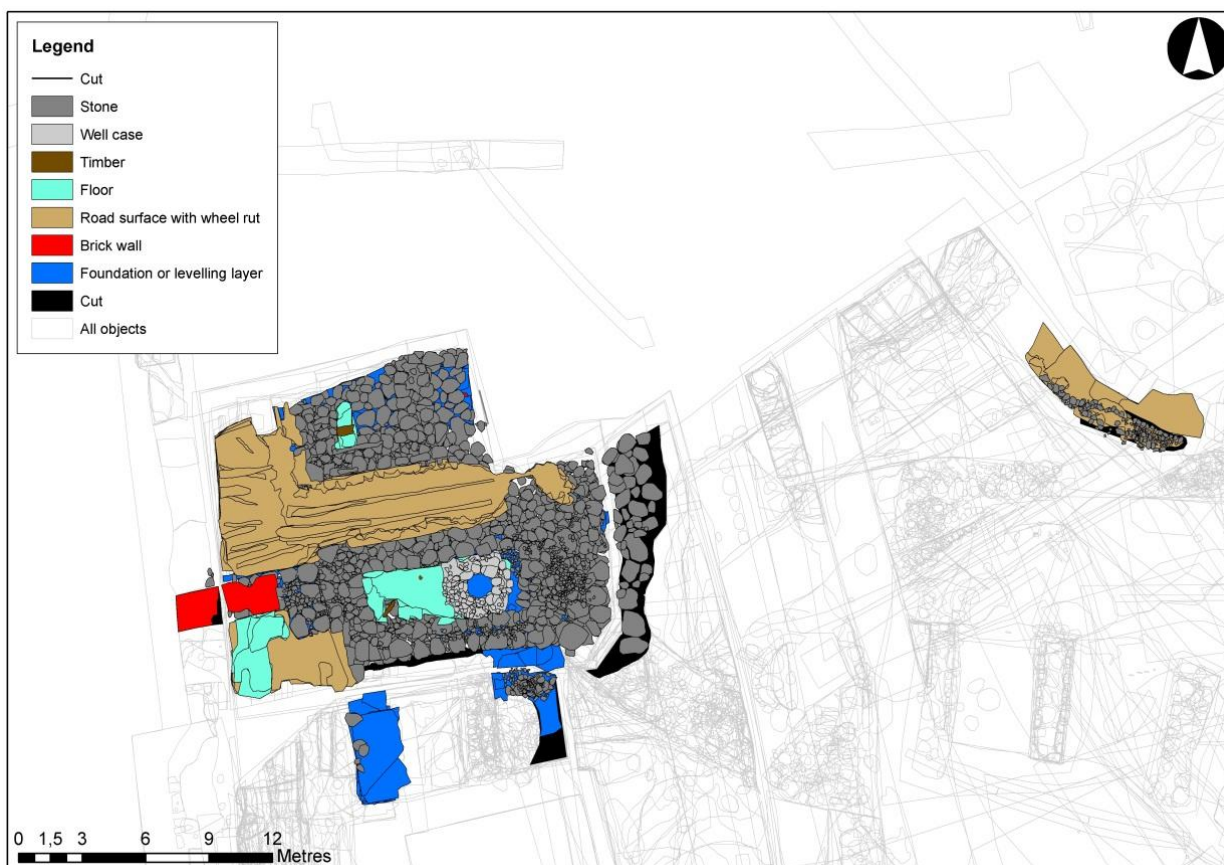 Legend
Cut
Stone
Well case
Timber
Floor
Road surface with wheel rut
Brick wall
Foundation or levelling layer
Cut
All objects
0 1,5 3 6 9 12
Metres